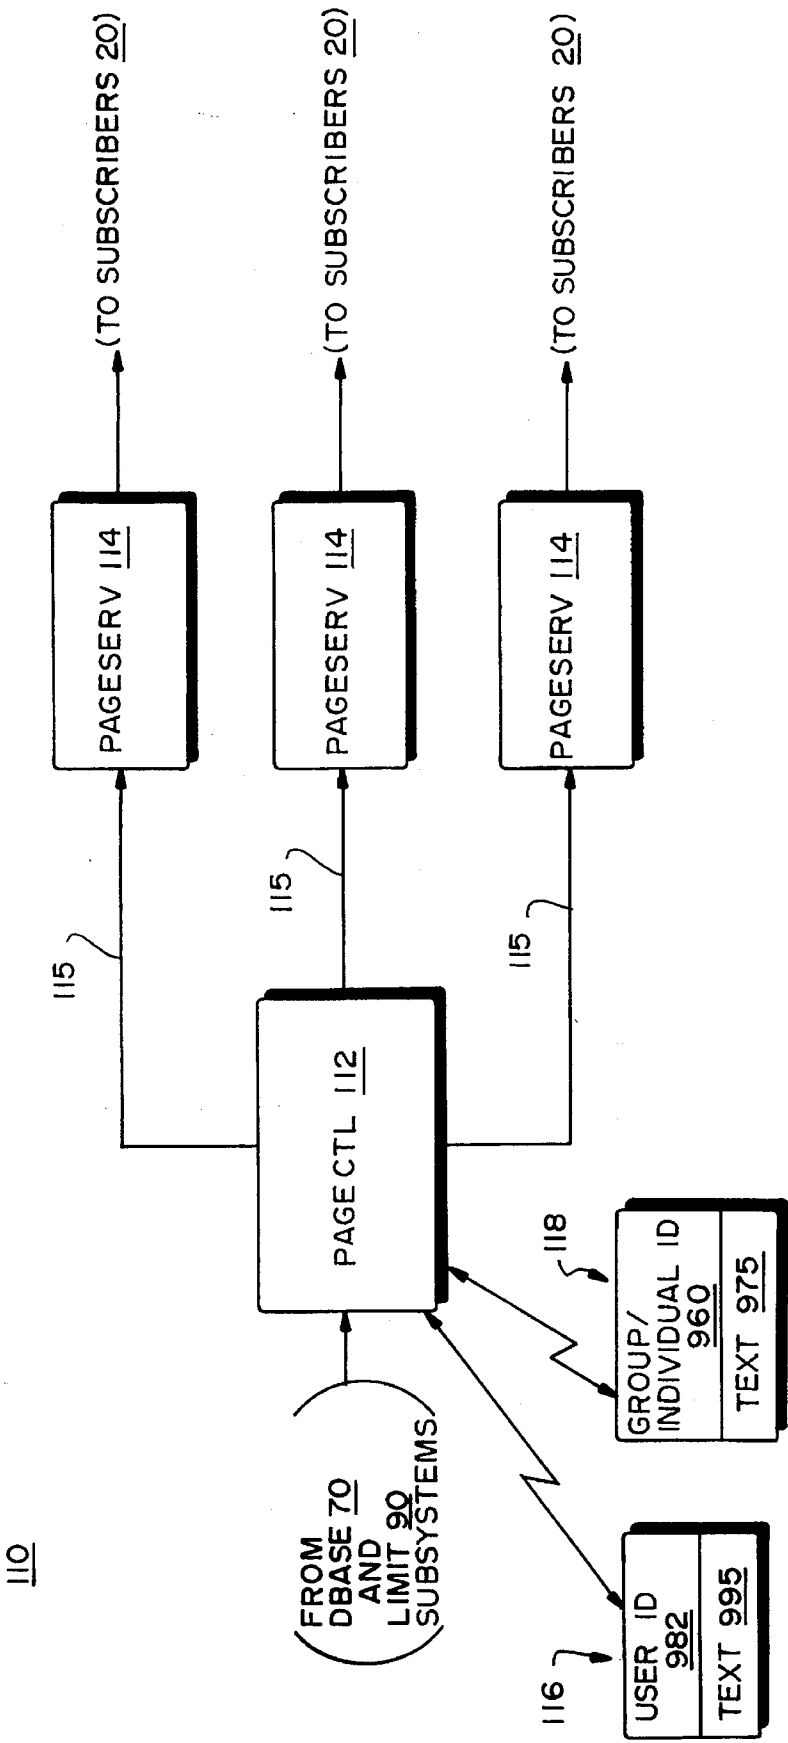 110
115
PAGESERV 114
(TO SUBSCRIBERS 20)
(FROM
DBASE 70
AND
LIMIT 90
SUBSYSTEMS)
PAGECTL 112
115
PAGESERV 114
(TO SUBSCRIBERS 20)
115
PAGESERV 114
(TO SUBSCRIBERS 20)
116
USER ID
982
TEXT 995
118
GROUP/
INDIVIDUAL ID
960
TEXT 975